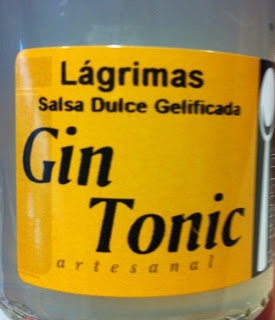 Lágrimas
Salsa Dulce Gelificada
Gin
Tonic
artesanal